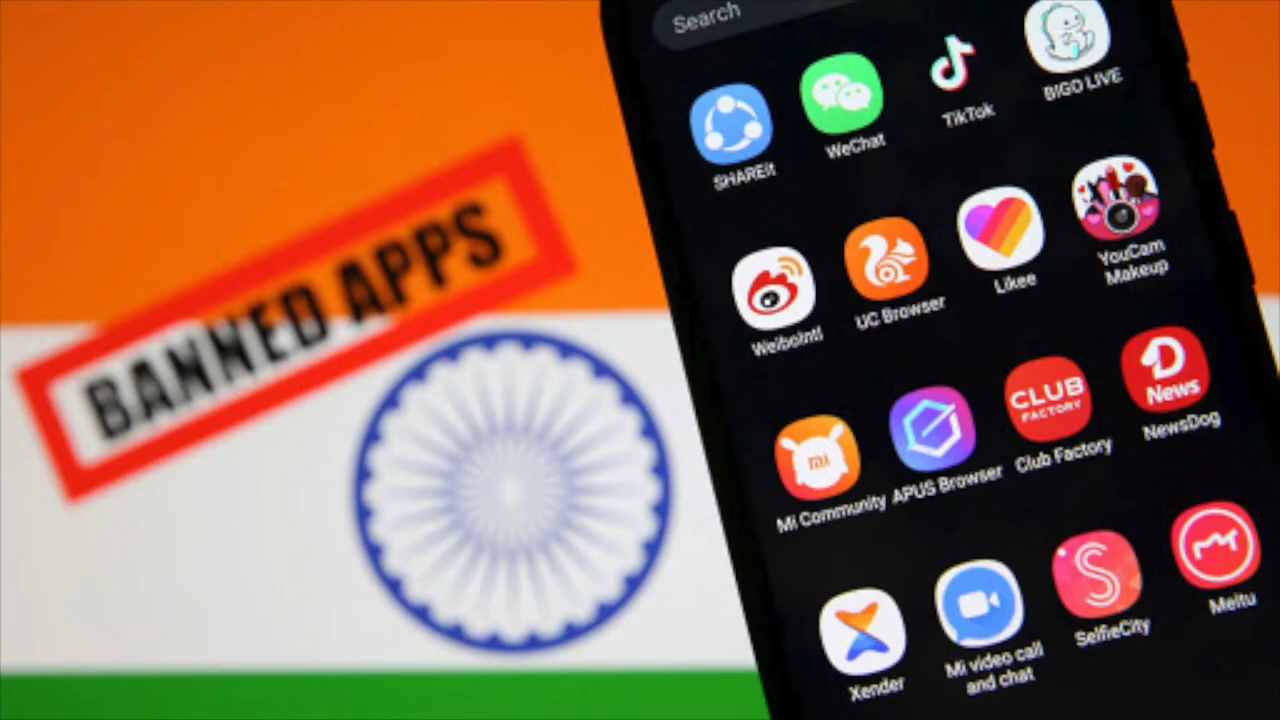 Search
BANNED APPS
SHAREit
WeChat
TikTok
BIGO LIVE
WeiboIntl
UC Browser
Likee
YouCam
Makeup
mi
Mi Community
APUS Browser
CLUB
FACTORY
Club Factory
News
NewsDog
Xender
Mi video call
and chat
SelfieCity
Meitu